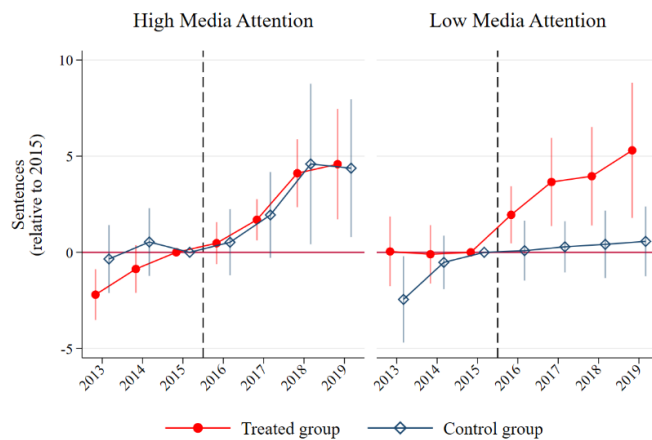 High Media Attention
Low Media Attention
Sentences
(relative to 2015)
10
5
0
-5
2013 2014 2015 2016 2017 2018 2019
2013 2014 2015 2016 2017 2018 2019
Treated group Control group